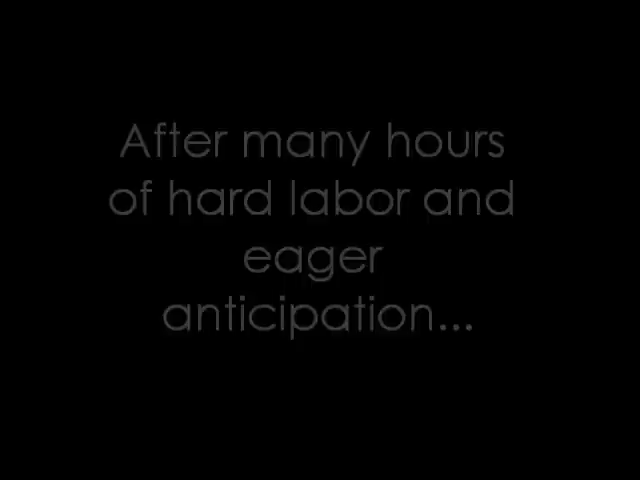 After many hours
of hard labor and
eager
anticipation...